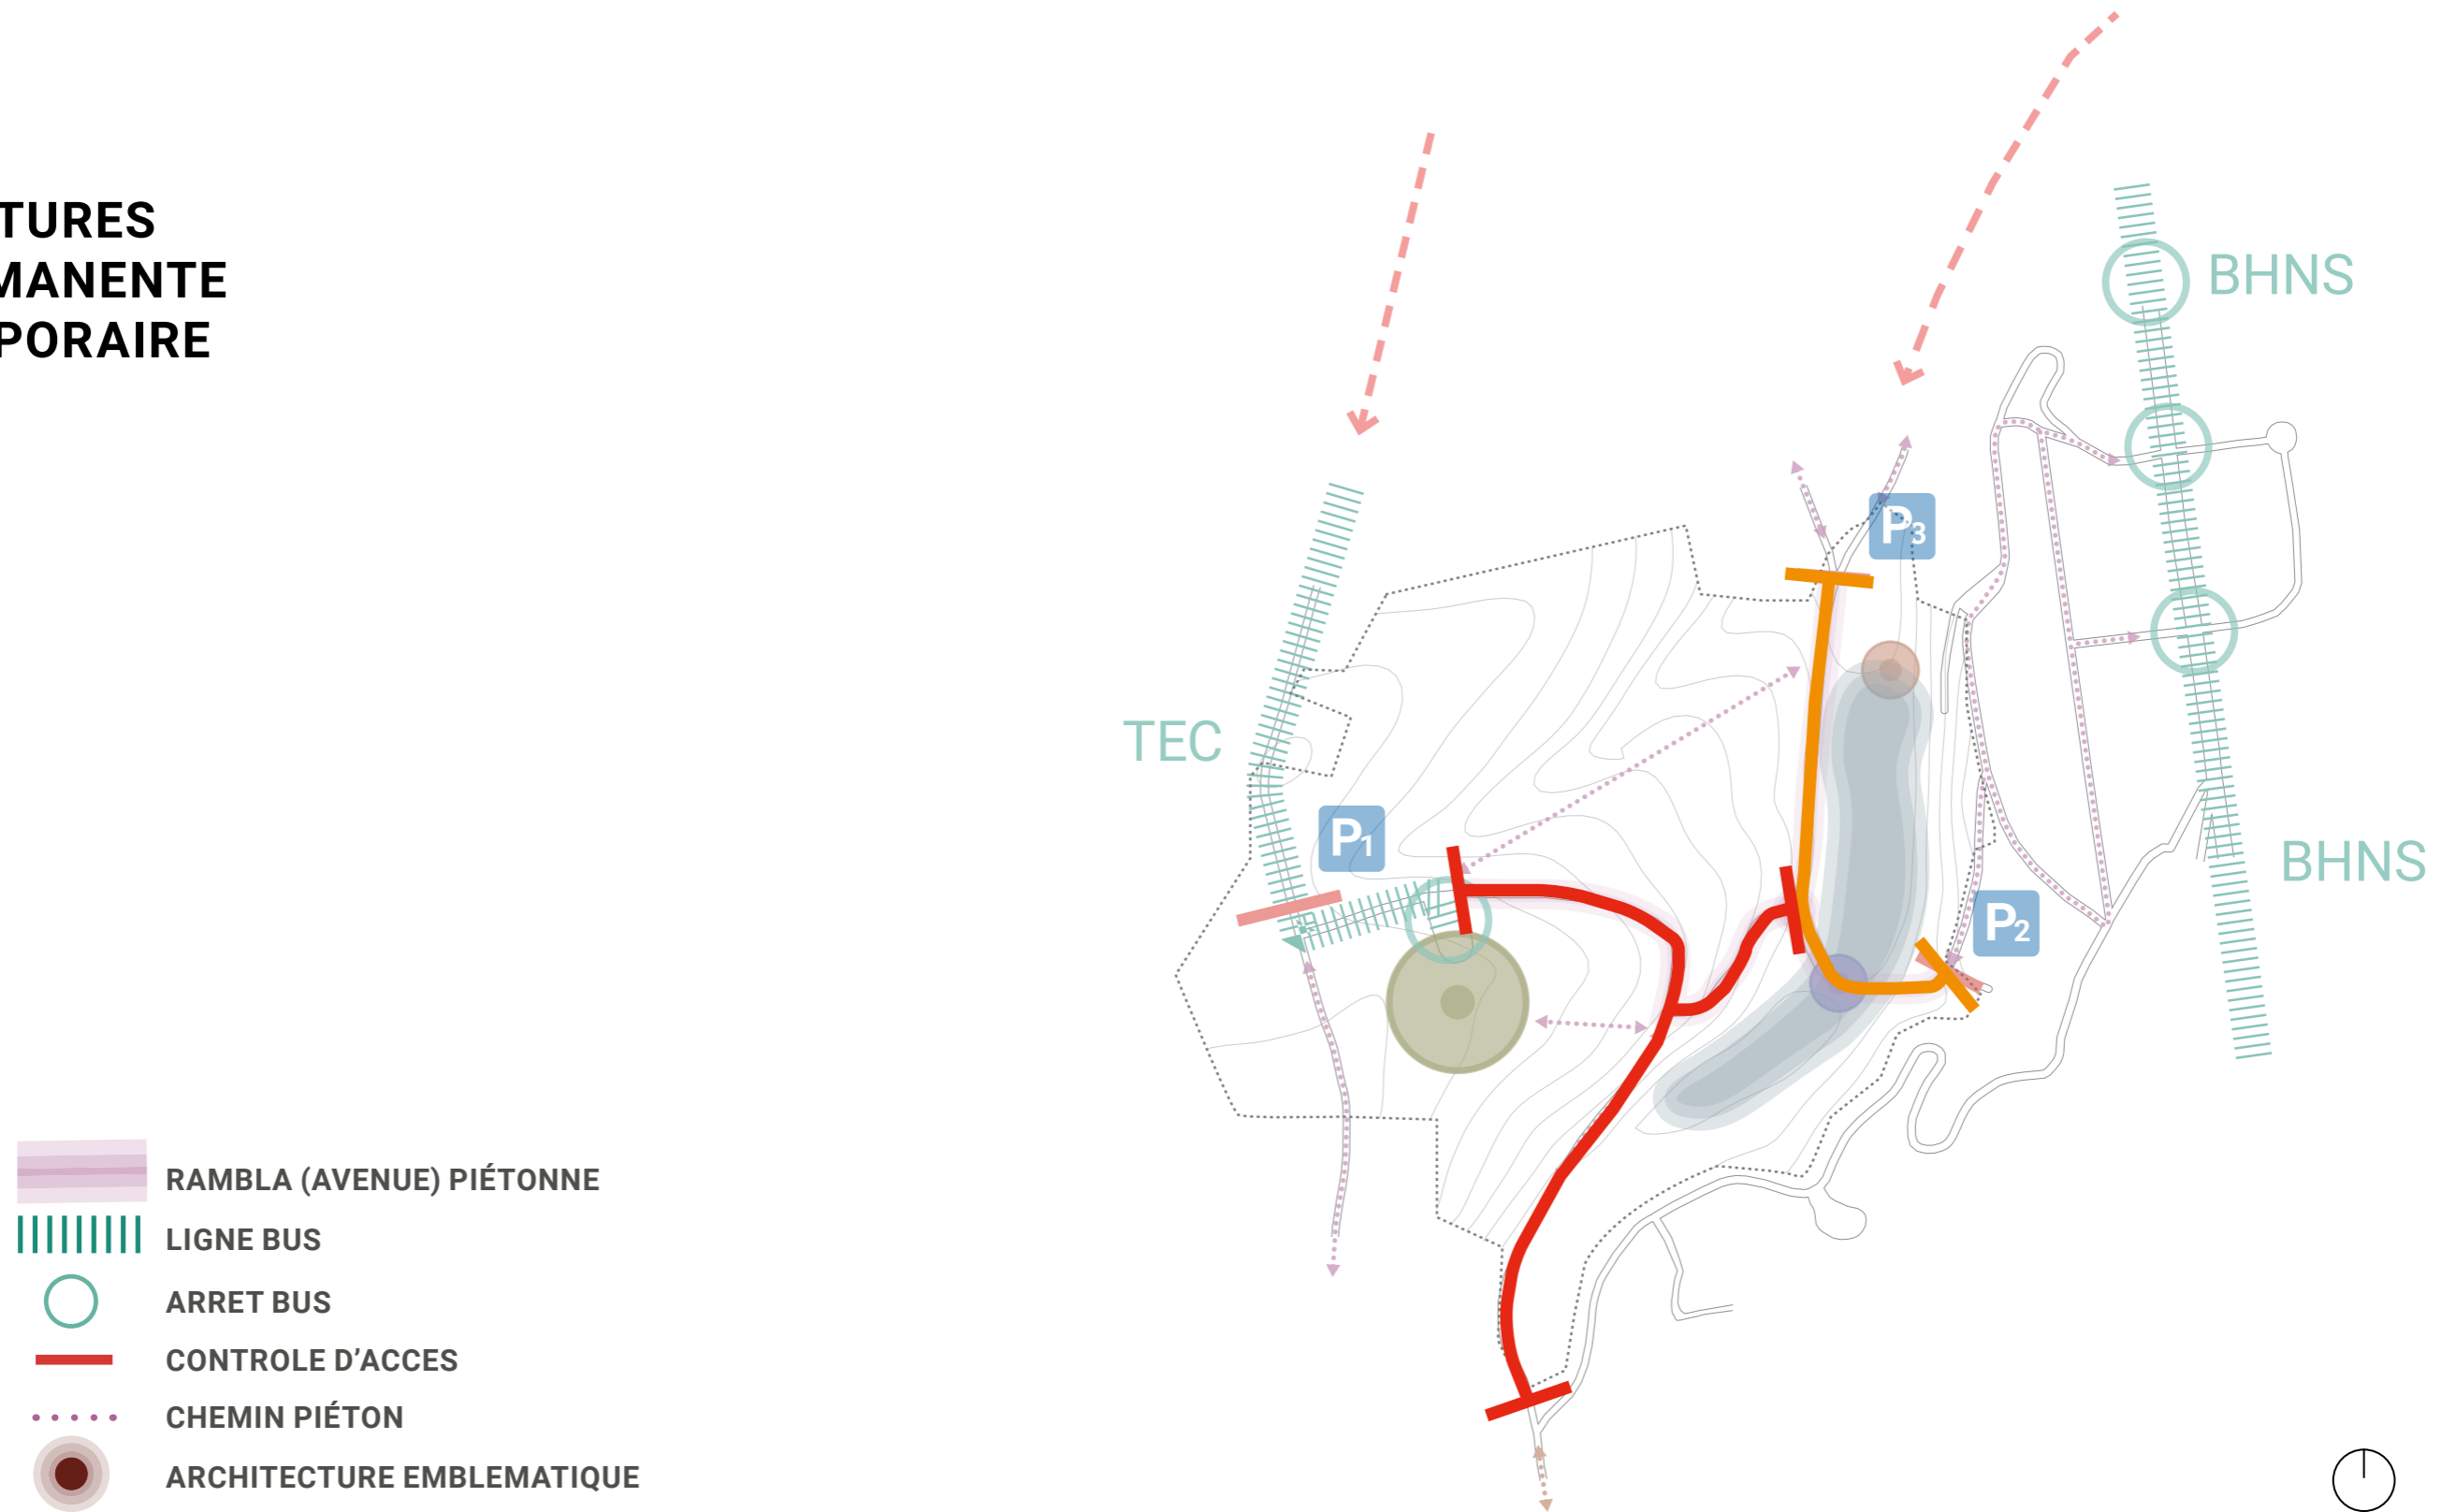 TURES
MANENTE
PORAIRE
BHNS
P3
TEC
P1
BHNS
P2
RAMBLA (AVENUE) PIÉTONNE
LIGNE BUS
ARRET BUS
CONTROLE D’ACCES
CHEMIN PIÉTON
ARCHITECTURE EMBLEMATIQUE